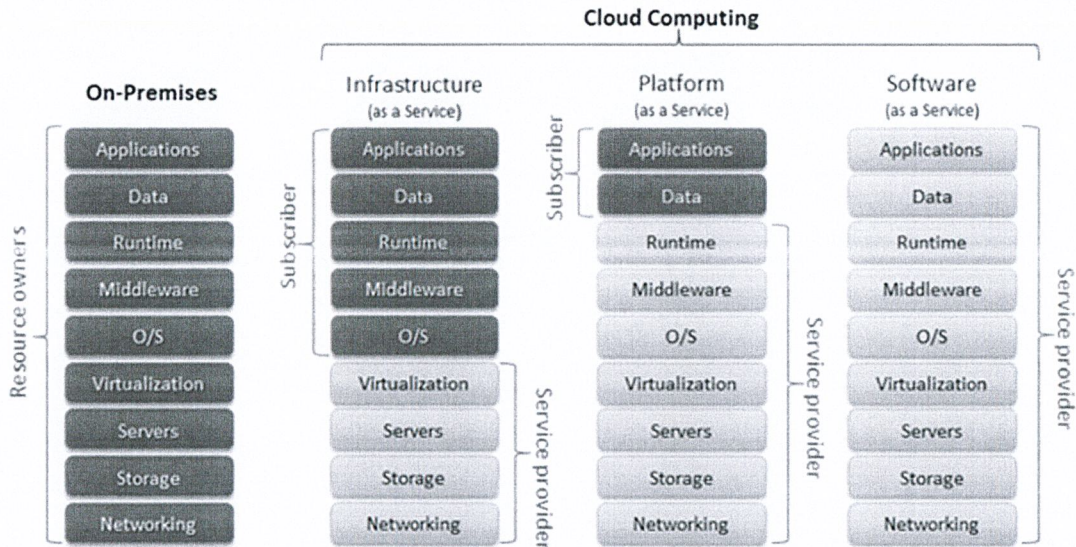 Cloud Computing
On-Premises
Infrastructure
(as a Service)
Platform
(as a Service)
Software
(as a Service)
Resource owners
Applications
Data
Runtime
Middleware
O/S
Virtualization
Servers
Storage
Networking
Subscriber
Applications
Data
Runtime
Middleware
O/S
Virtualization
Servers
Storage
Networking
Service provider
Subscriber
Applications
Data
Runtime
Middleware
O/S
Virtualization
Servers
Storage
Networking
Service provider
Applications
Data
Runtime
Middleware
O/S
Virtualization
Servers
Storage
Networking
Service provider